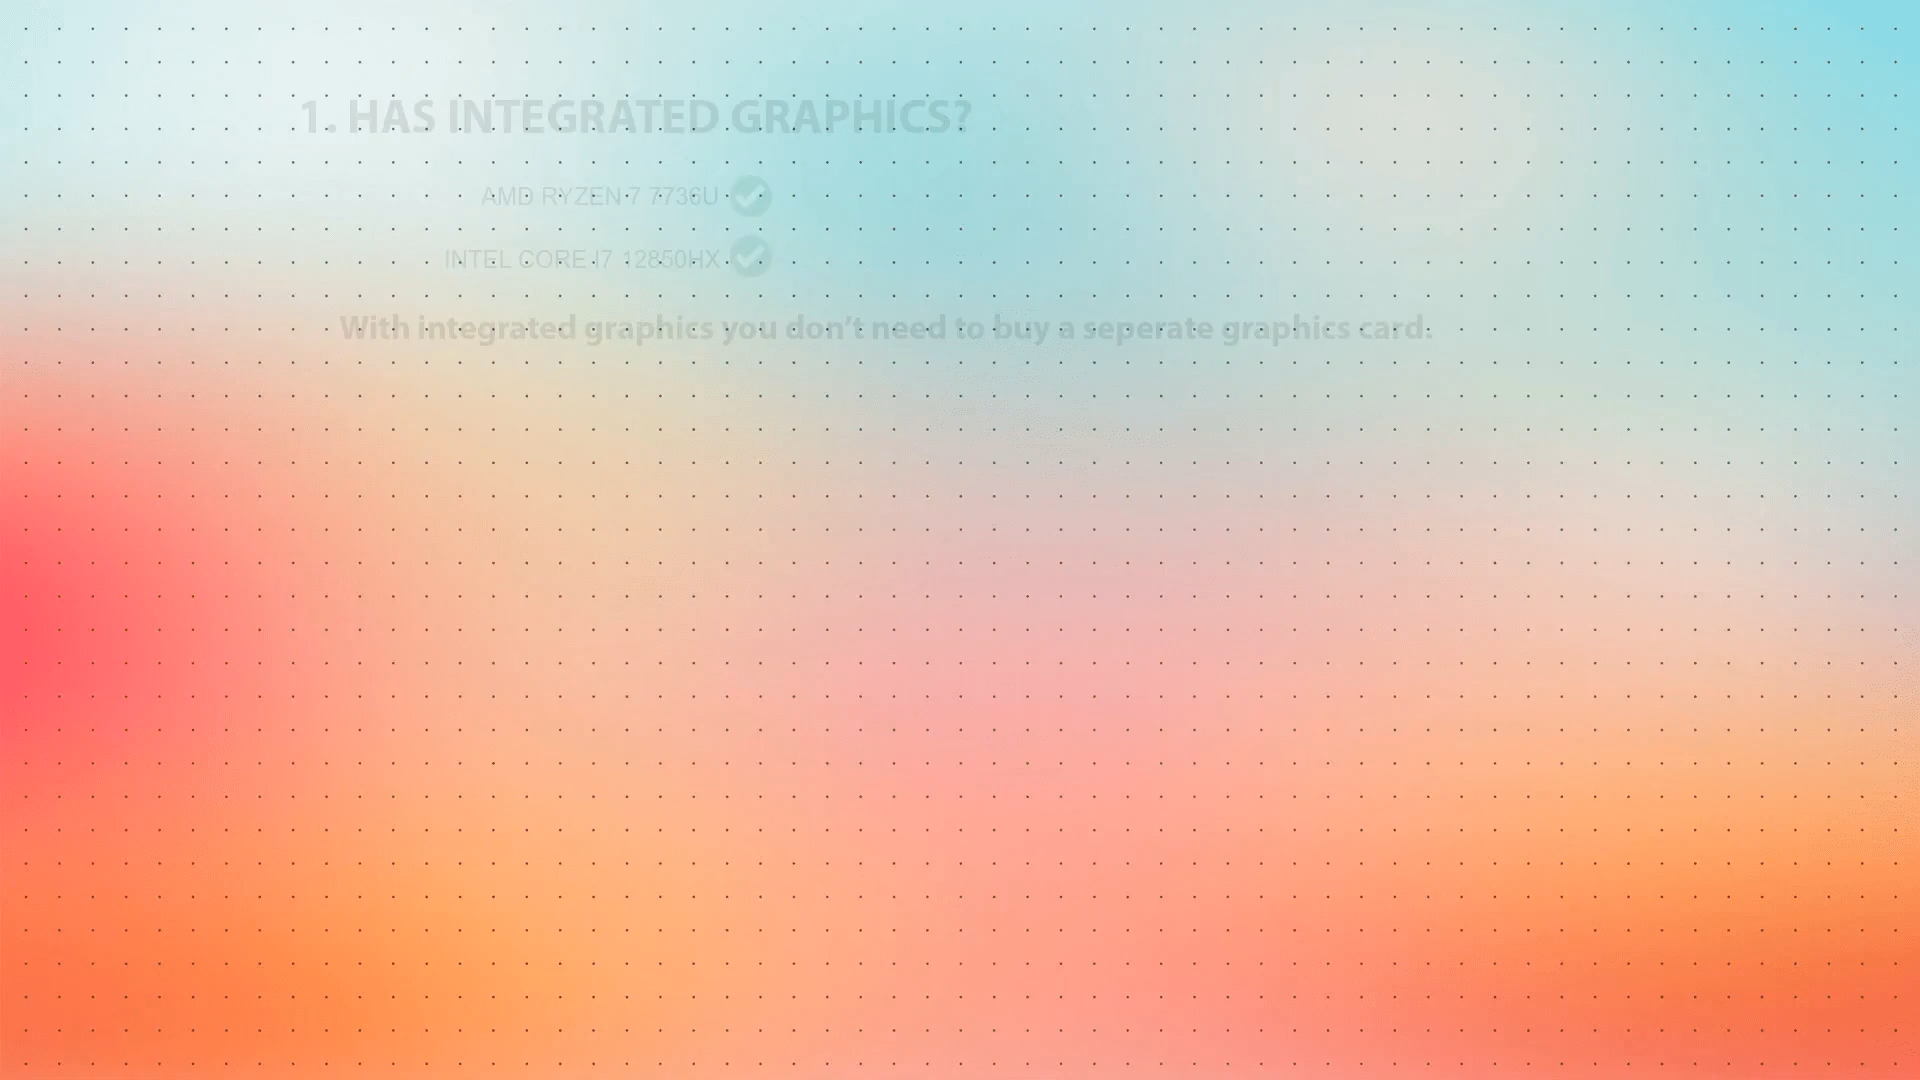 1. HAS INTEGRATED GRAPHICS?
AMD RYZEN 7 7736U
INTEL CORE I7 12850HX
With integrated graphics you don’t need to buy a seperate graphics card.